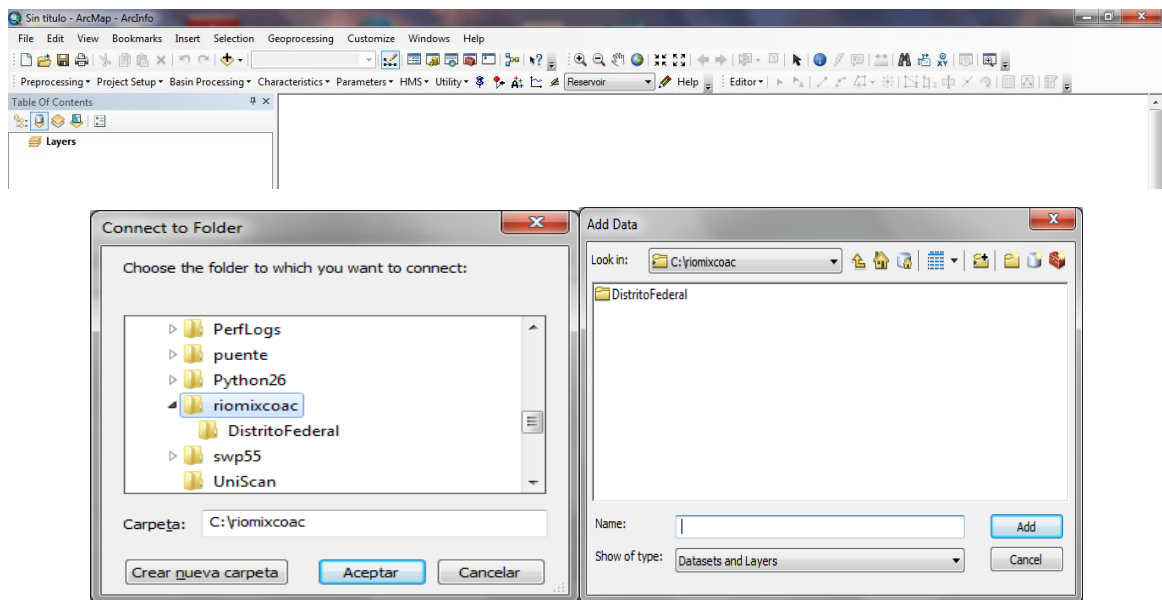 Sin título - ArcMap - ArcInfo
File Edit View Bookmarks Insert Selection Geoprocessing Customize Windows Help
Preprocessing Project Setup Basin Processing Characteristics Parameters HMS Utility Reservoir Help Editor
Table Of Contents
Layers
Connect to Folder
Choose the folder to which you want to connect:
PerfLogs
puente
Python26
riomixcoac
DistritoFederal
swp55
UniScan
Carpeta: C:\riomixcoac
Crear nueva carpeta Aceptar Cancelar
Add Data
Look in: C:\riomixcoac
DistritoFederal
Name: Add
Show of type: Datasets and Layers Cancel